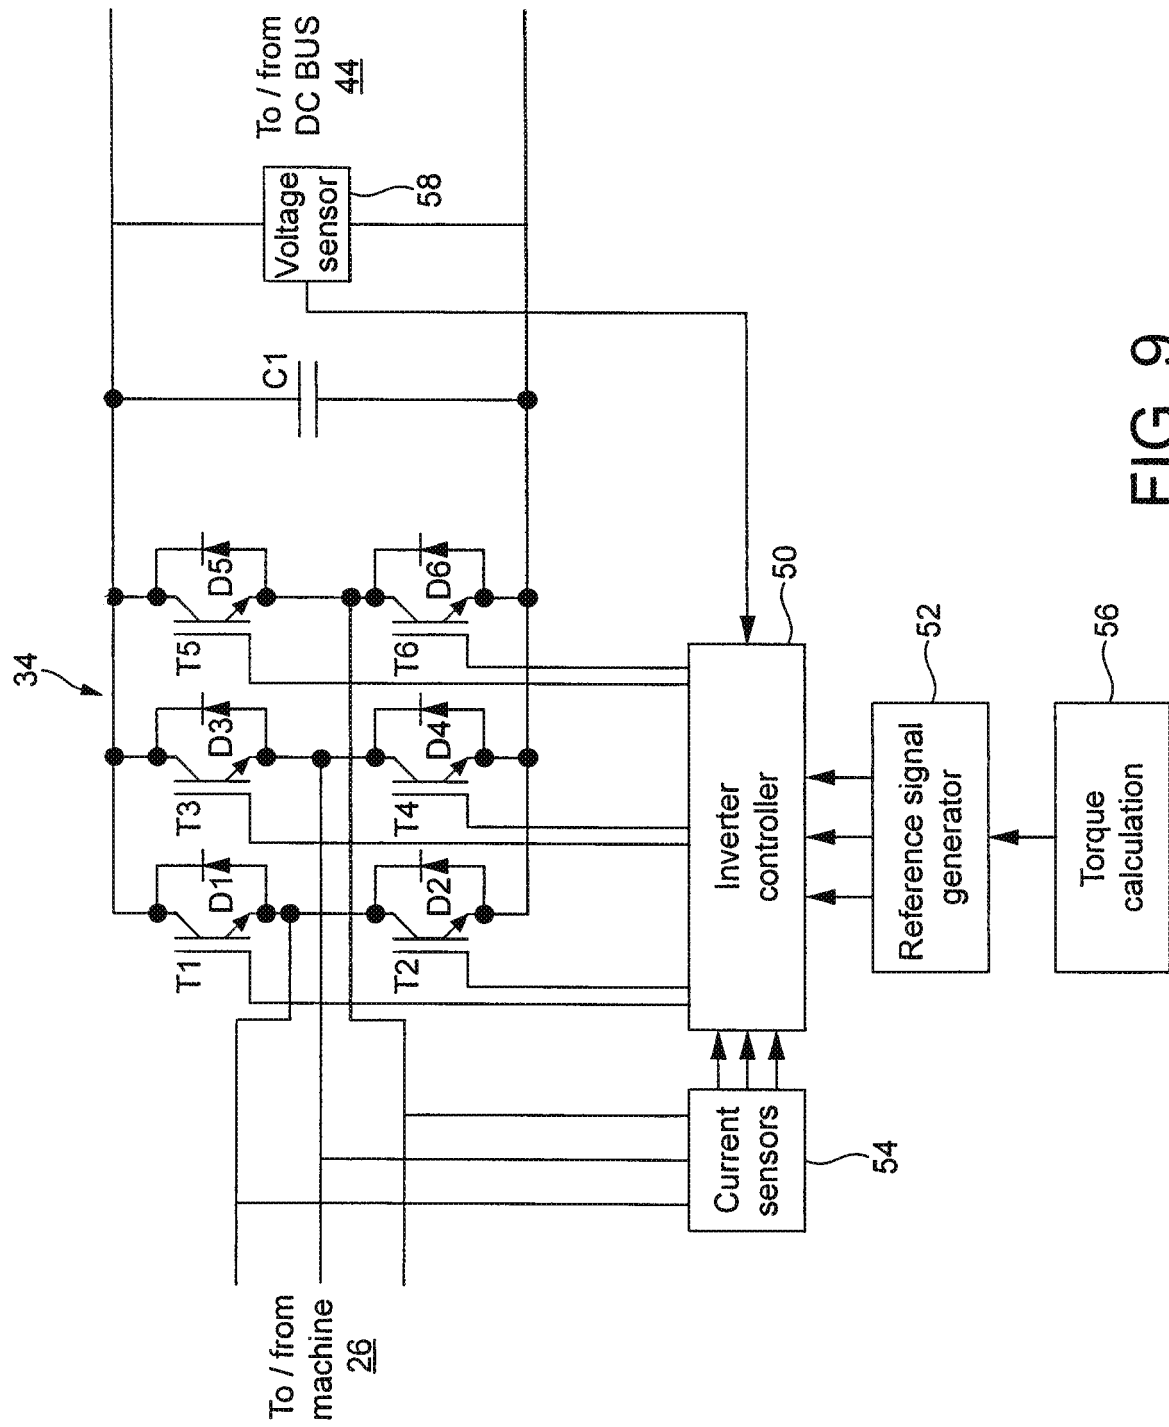 34
To / from
DC BUS
44
T1
D1
T3
D3
T5
D5
C1
Voltage
sensor
58
T2
D2
T4
D4
T6
D6
To / from
machine
26
Current
sensors
54
Inverter
controller
50
Reference signal
generator
52
Torque
calculation
56
FIG 9